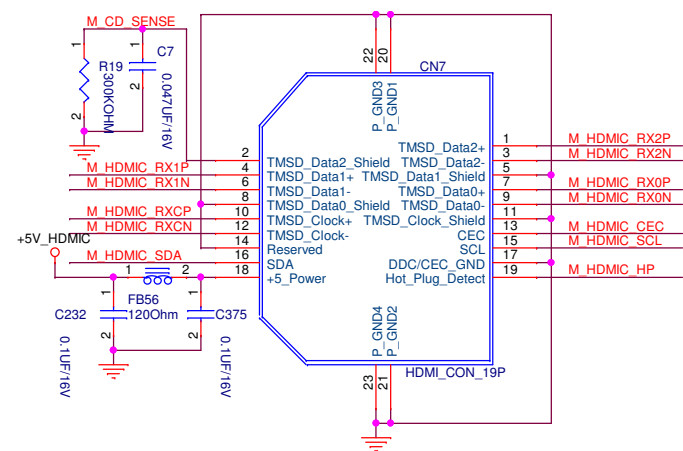 M_CD_SENSE
1
1
C7
R19
300KOHM
2
2
0.047UF/16V
22
20
CN7
P_GND3
P_GND1
2
TMSD_Data2_Shield
M_HDMIC_RX1P
4
TMSD_Data1+
M_HDMIC_RX1N
6
TMSD_Data1-
8
TMSD_Data0_Shield
M_HDMIC_RXCP
10
TMSD_Clock+
M_HDMIC_RXCN
12
TMSD_Clock-
14
Reserved
M_HDMIC_SDA
16
SDA
18
+5_Power
TMSD_Data2+
1
M_HDMIC_RX2P
TMSD_Data2-
3
M_HDMIC_RX2N
TMSD_Data1_Shield
5
TMSD_Data0+
7
M_HDMIC_RX0P
TMSD_Data0-
9
M_HDMIC_RX0N
TMSD_Clock_Shield
11
CEC
13
M_HDMIC_CEC
SCL
15
M_HDMIC_SCL
DDC/CEC_GND
17
Hot_Plug_Detect
19
M_HDMIC_HP
+5V_HDMIC
1
2
FB56
120Ohm
1
C232
2
0.1UF/16V
1
C375
2
0.1UF/16V
P_GND4
P_GND2
HDMI_CON_19P
23
21